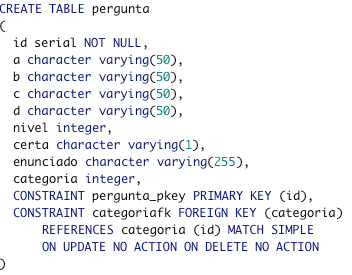 CREATE TABLE pergunta
(
  id serial NOT NULL,
  a character varying(50),
  b character varying(50),
  c character varying(50),
  d character varying(50),
  nivel integer,
  certa character varying(1),
  enunciado character varying(255),
  categoria integer,
  CONSTRAINT pergunta_pkey PRIMARY KEY (id),
  CONSTRAINT categoriafk FOREIGN KEY (categoria)
      REFERENCES categoria (id) MATCH SIMPLE
      ON UPDATE NO ACTION ON DELETE NO ACTION
)